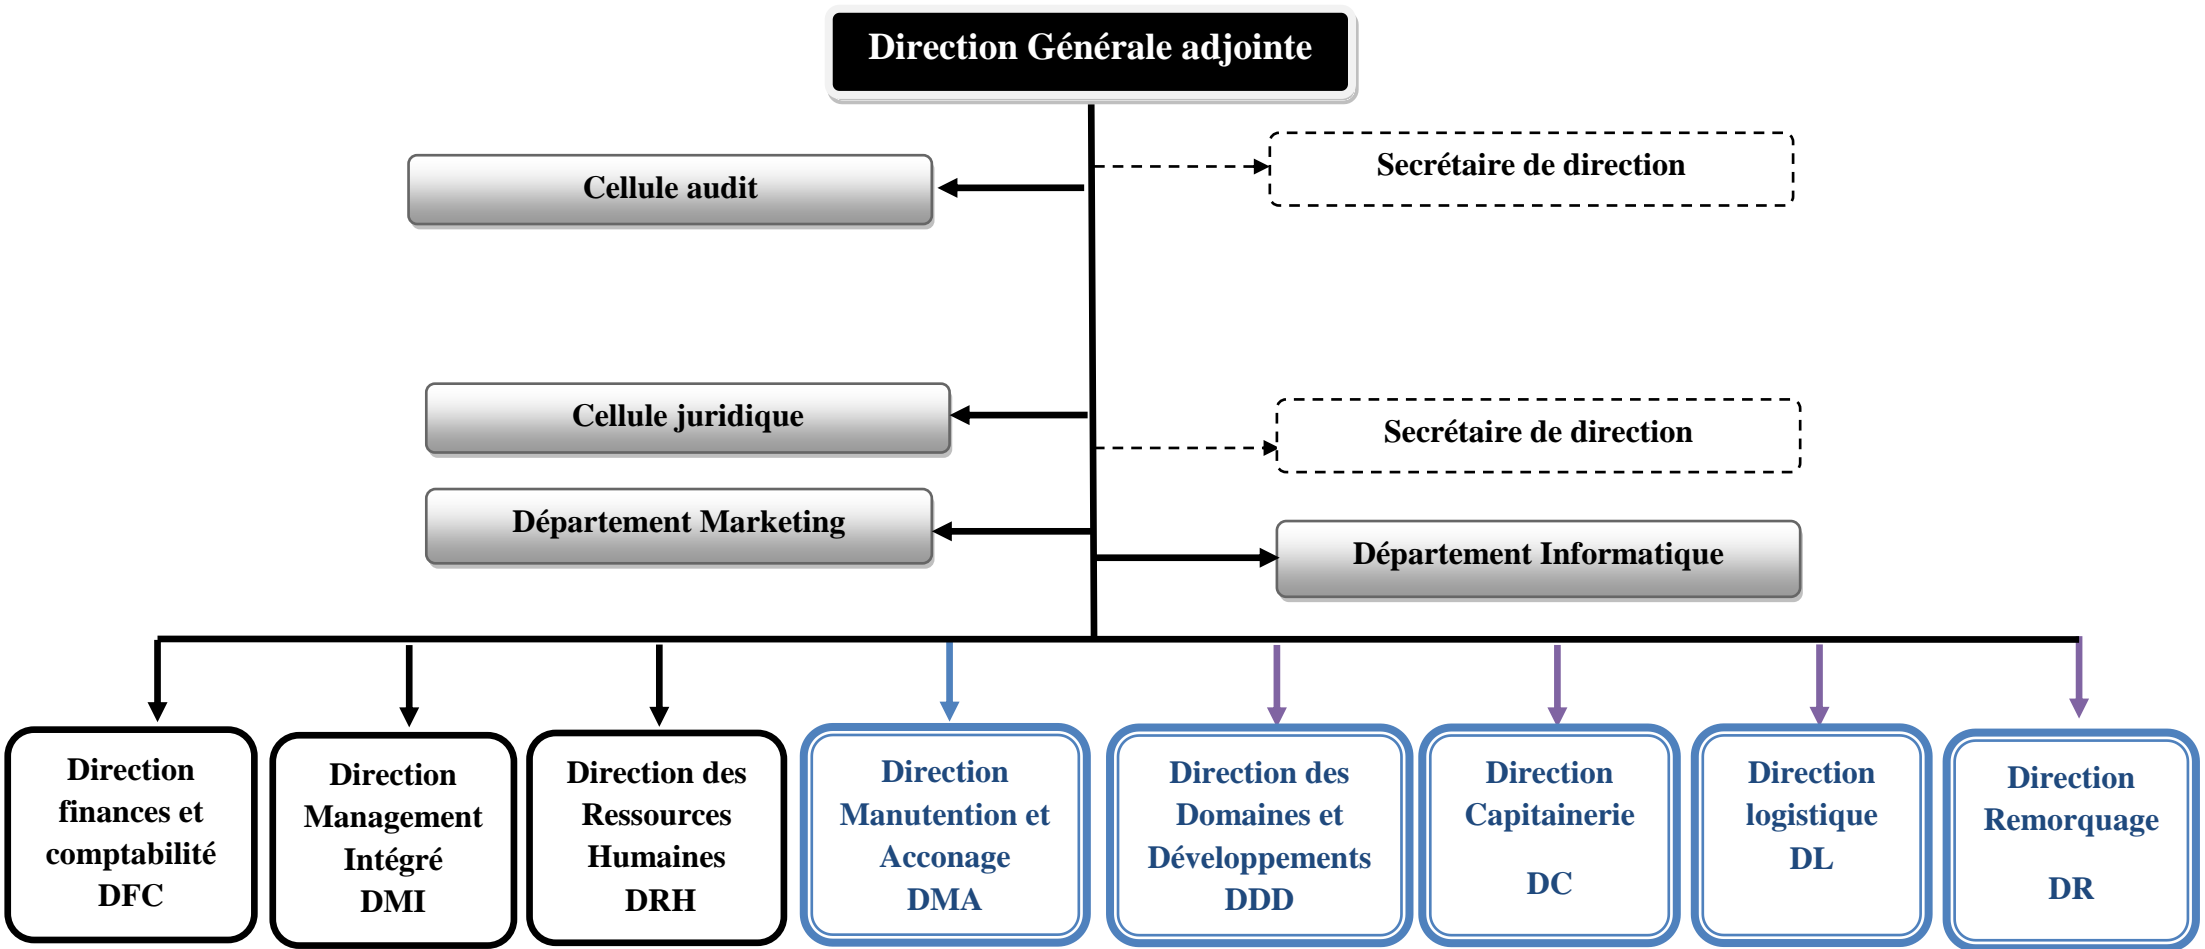 Direction Générale adjointe
Secrétaire de direction
Cellule audit
Cellule juridique
Secrétaire de direction
Département Marketing
Département Informatique
Direction
finances et
comptabilité
DFC
Direction
Management
Intégré
DMI
Direction des
Ressources
Humaines
DRH
Direction
Manutention et
Acconage
DMA
Direction des
Domaines et
Développements
DDD
Direction
Capitainerie
DC
Direction
logistique
DL
Direction
Remorquage
DR